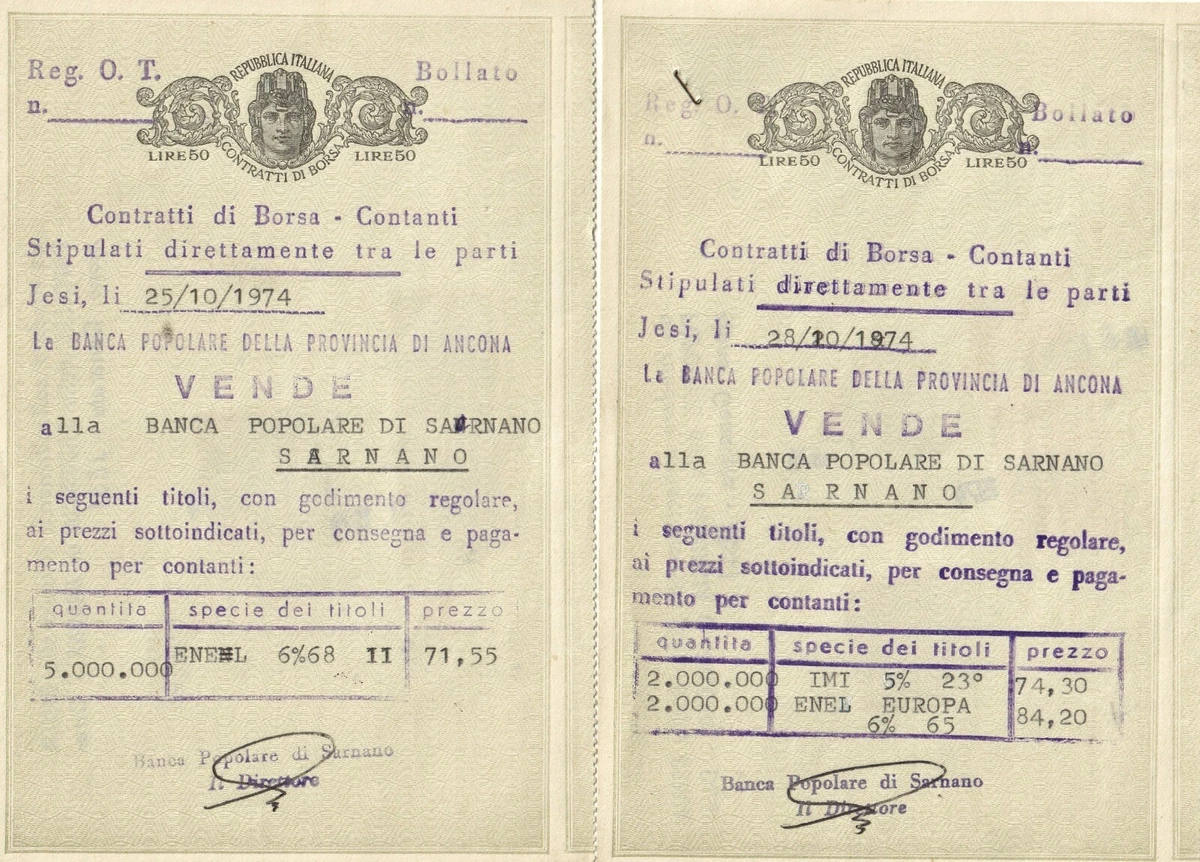 REPUBBLICA ITALIANA
Reg. O. T. Bollato
n. n.
LIRE 50 LIRE 50
CONTRATTI DI BORSA
Contratti di Borsa - Contanti
Stipulati direttamente tra le parti
Jesi, li 25/10/1974
La BANCA POPOLARE DELLA PROVINCIA DI ANCONA
VENDE
alla BANCA POPOLARE DI SARNANO
SARNANO
i seguenti titoli, con godimento regolare,
ai prezzi sottoindicati, per consegna e paga-
mento per contanti:
quantita specie dei titoli prezzo
ENEL 6%68 II 71,55
5.000.000
Banca Popolare di Sarnano
Il Direttore
REPUBBLICA ITALIANA
Reg. O. T. Bollato
n. n.
LIRE 50 LIRE 50
CONTRATTI DI BORSA
Contratti di Borsa - Contanti
Stipulati direttamente tra le parti
Jesi, li 28/10/1974
La BANCA POPOLARE DELLA PROVINCIA DI ANCONA
VENDE
alla BANCA POPOLARE DI SARNANO
SARNANO
i seguenti titoli, con godimento regolare,
ai prezzi sottoindicati, per consegna e paga-
mento per contanti:
quantita specie dei titoli prezzo
2.000.000 IMI 5% 23° 74,30
2.000.000 ENEL EUROPA 84,20
6% 65
Banca Popolare di Sarnano
Il Direttore